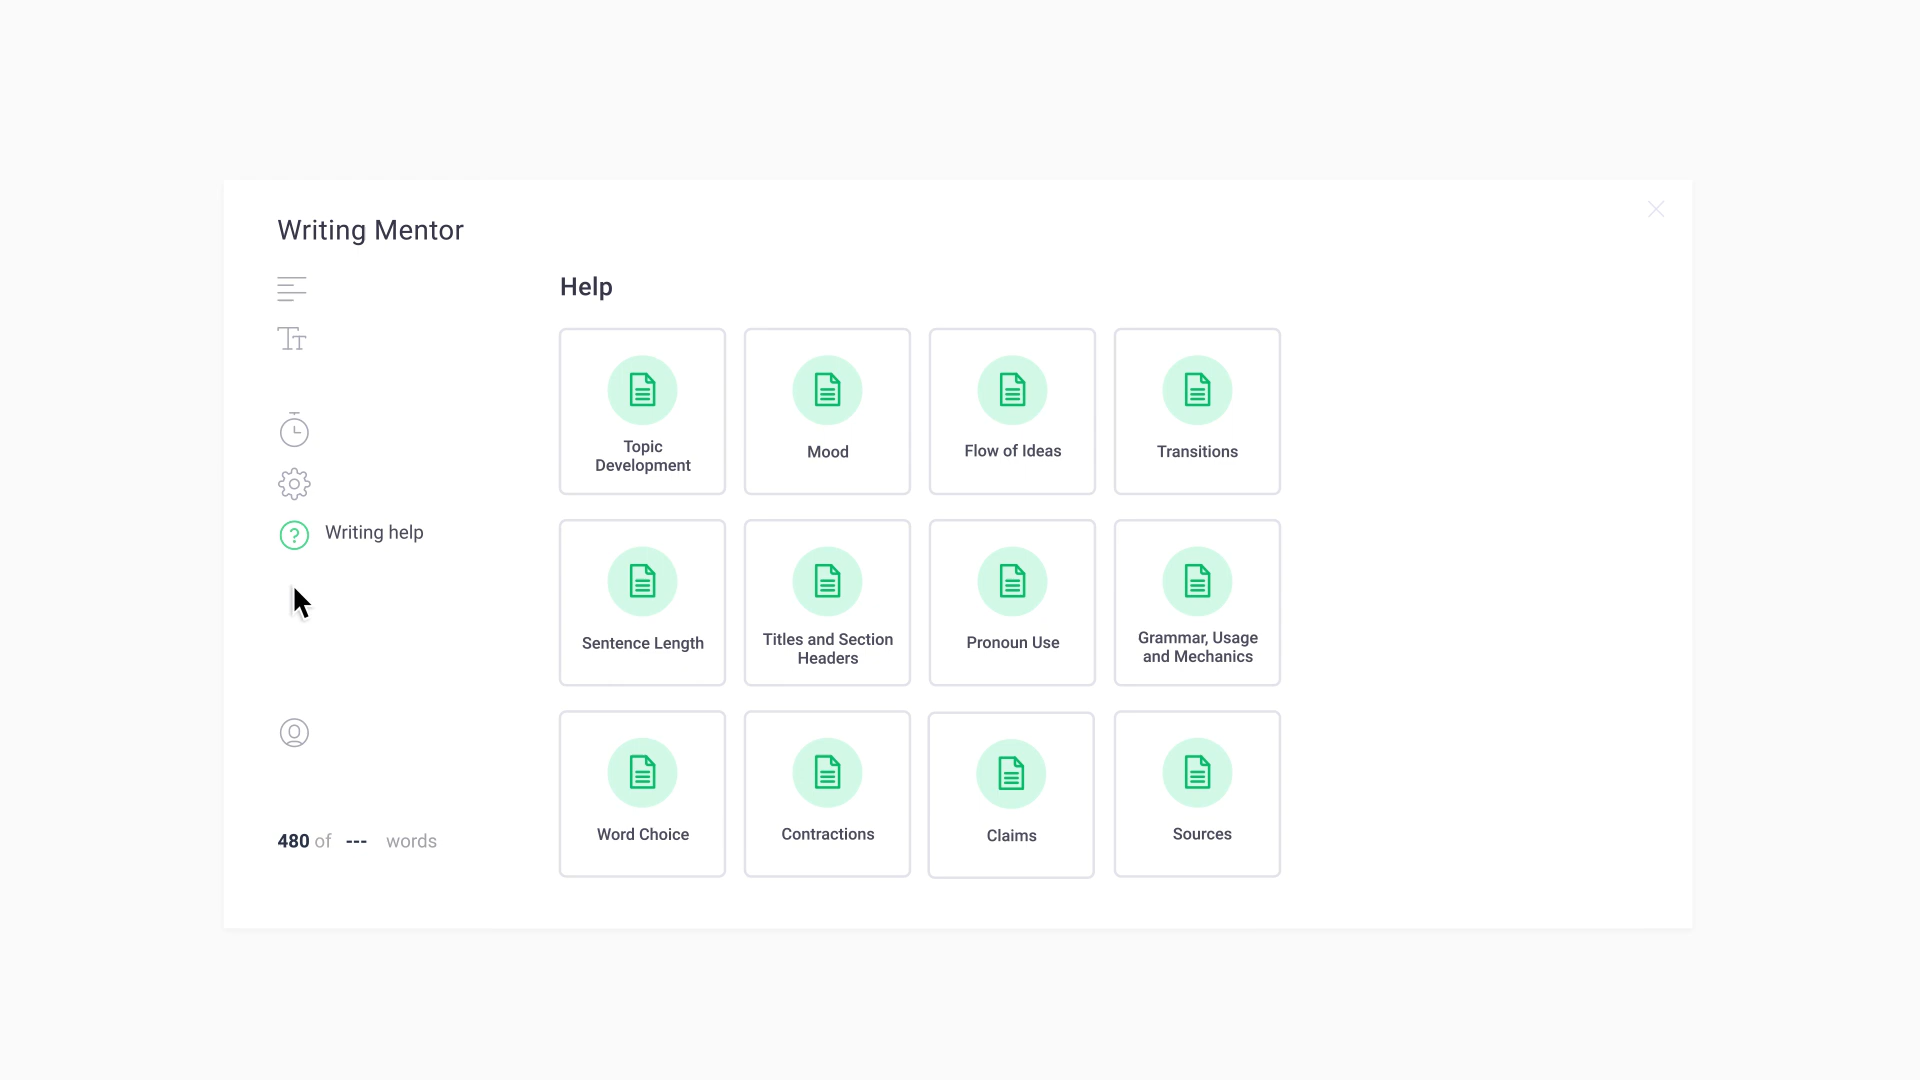 Writing Mentor
Help
Topic
Development
Mood
Flow of Ideas
Transitions
Writing help
Sentence Length
Titles and Section
Headers
Pronoun Use
Grammar, Usage
and Mechanics
Word Choice
Contractions
Claims
Sources
480 of --- words